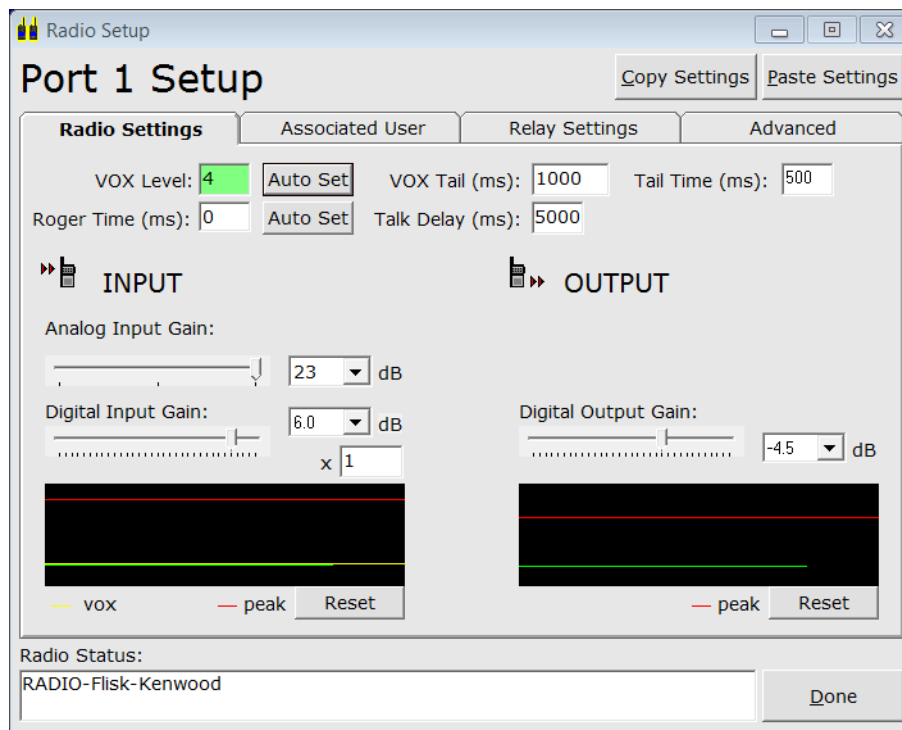 Radio Setup
Port 1 Setup
Copy Settings Paste Settings
Radio Settings Associated User Relay Settings Advanced
VOX Level: 4 Auto Set VOX Tail (ms): 1000 Tail Time (ms): 500
Roger Time (ms): 0 Auto Set Talk Delay (ms): 5000
INPUT OUTPUT
Analog Input Gain:
23 dB
Digital Input Gain: 6.0 dB Digital Output Gain:
x 1 -4.5 dB
vox peak Reset peak Reset
Radio Status:
RADIO-Flisk-Kenwood
Done